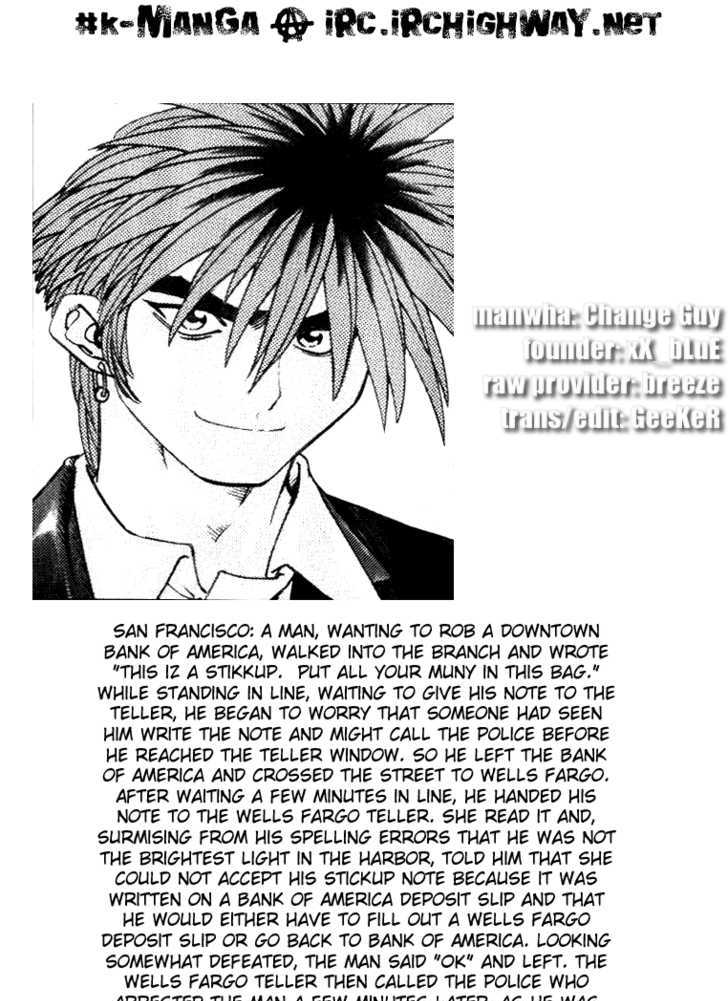 #K-MANGA @ IRC.IRCHIGHWAY.NET
manwha: Change Guy
founder: xX_bLuE
raw provider: breeze
trans/edit: GeeKeR
SAN FRANCISCO: A MAN, WANTING TO ROB A DOWNTOWN
BANK OF AMERICA, WALKED INTO THE BRANCH AND WROTE
"THIS IZ A STIKKUP. PUT ALL YOUR MUNY IN THIS BAG."
WHILE STANDING IN LINE, WAITING TO GIVE HIS NOTE TO THE
TELLER, HE BEGAN TO WORRY THAT SOMEONE HAD SEEN
HIM WRITE THE NOTE AND MIGHT CALL THE POLICE BEFORE
HE REACHED THE TELLER WINDOW. SO HE LEFT THE BANK
OF AMERICA AND CROSSED THE STREET TO WELLS FARGO.
AFTER WAITING A FEW MINUTES IN LINE, HE HANDED HIS
NOTE TO THE WELLS FARGO TELLER. SHE READ IT AND,
SURMISING FROM HIS SPELLING ERRORS THAT HE WAS NOT
THE BRIGHTEST LIGHT IN THE HARBOR, TOLD HIM THAT SHE
COULD NOT ACCEPT HIS STICKUP NOTE BECAUSE IT WAS
WRITTEN ON A BANK OF AMERICA DEPOSIT SLIP AND THAT
HE WOULD EITHER HAVE TO FILL OUT A WELLS FARGO
DEPOSIT SLIP OR GO BACK TO BANK OF AMERICA. LOOKING
SOMEWHAT DEFEATED, THE MAN SAID "OK" AND LEFT. THE
WELLS FARGO TELLER THEN CALLED THE POLICE WHO
ARRESTED THE MAN A FEW MINUTES LATER, AS HE WAS